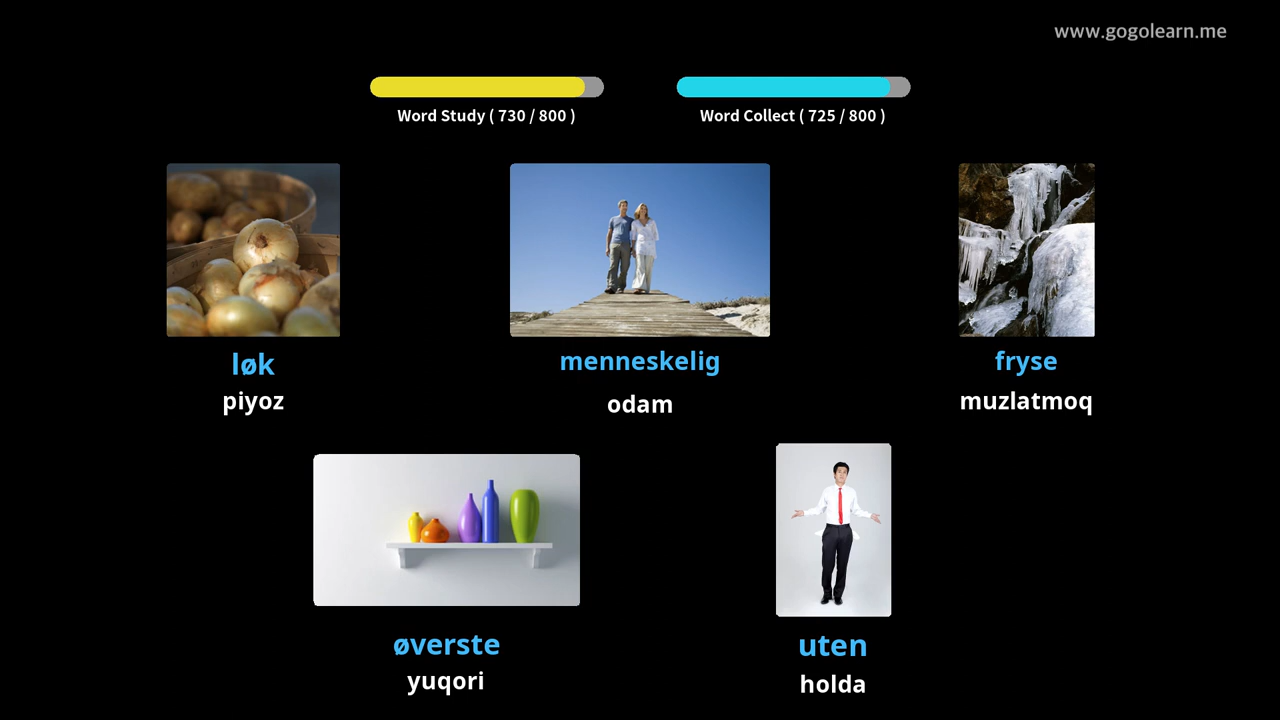 www.gogolearn.me
Word Study ( 730 / 800 )
Word Collect ( 725 / 800 )
løk
menneskelig
fryse
piyoz
odam
muzlatmoq
øverste
uten
yuqori
holda